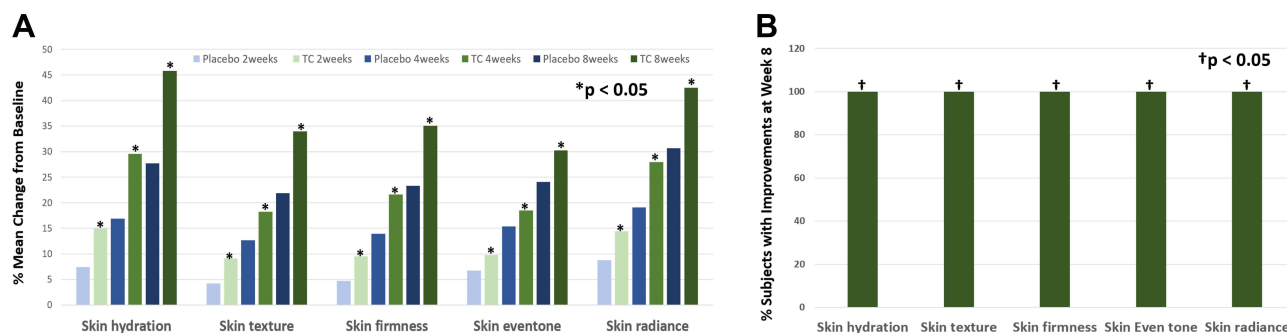 A
% Mean Change from Baseline
50
45
40
35
30
25
20
15
10
5
0
Placebo 2weeks TC 2weeks Placebo 4weeks TC 4weeks Placebo 8weeks TC 8weeks
*p < 0.05
* * * * * * * * * * * * * * *
Skin hydration Skin texture Skin firmness Skin eventone Skin radiance
B
% Subjects with Improvements at Week 8
120
100
80
60
40
20
0
†p < 0.05
† † † † †
Skin hydration Skin texture Skin firmness Skin Even tone Skin radiance